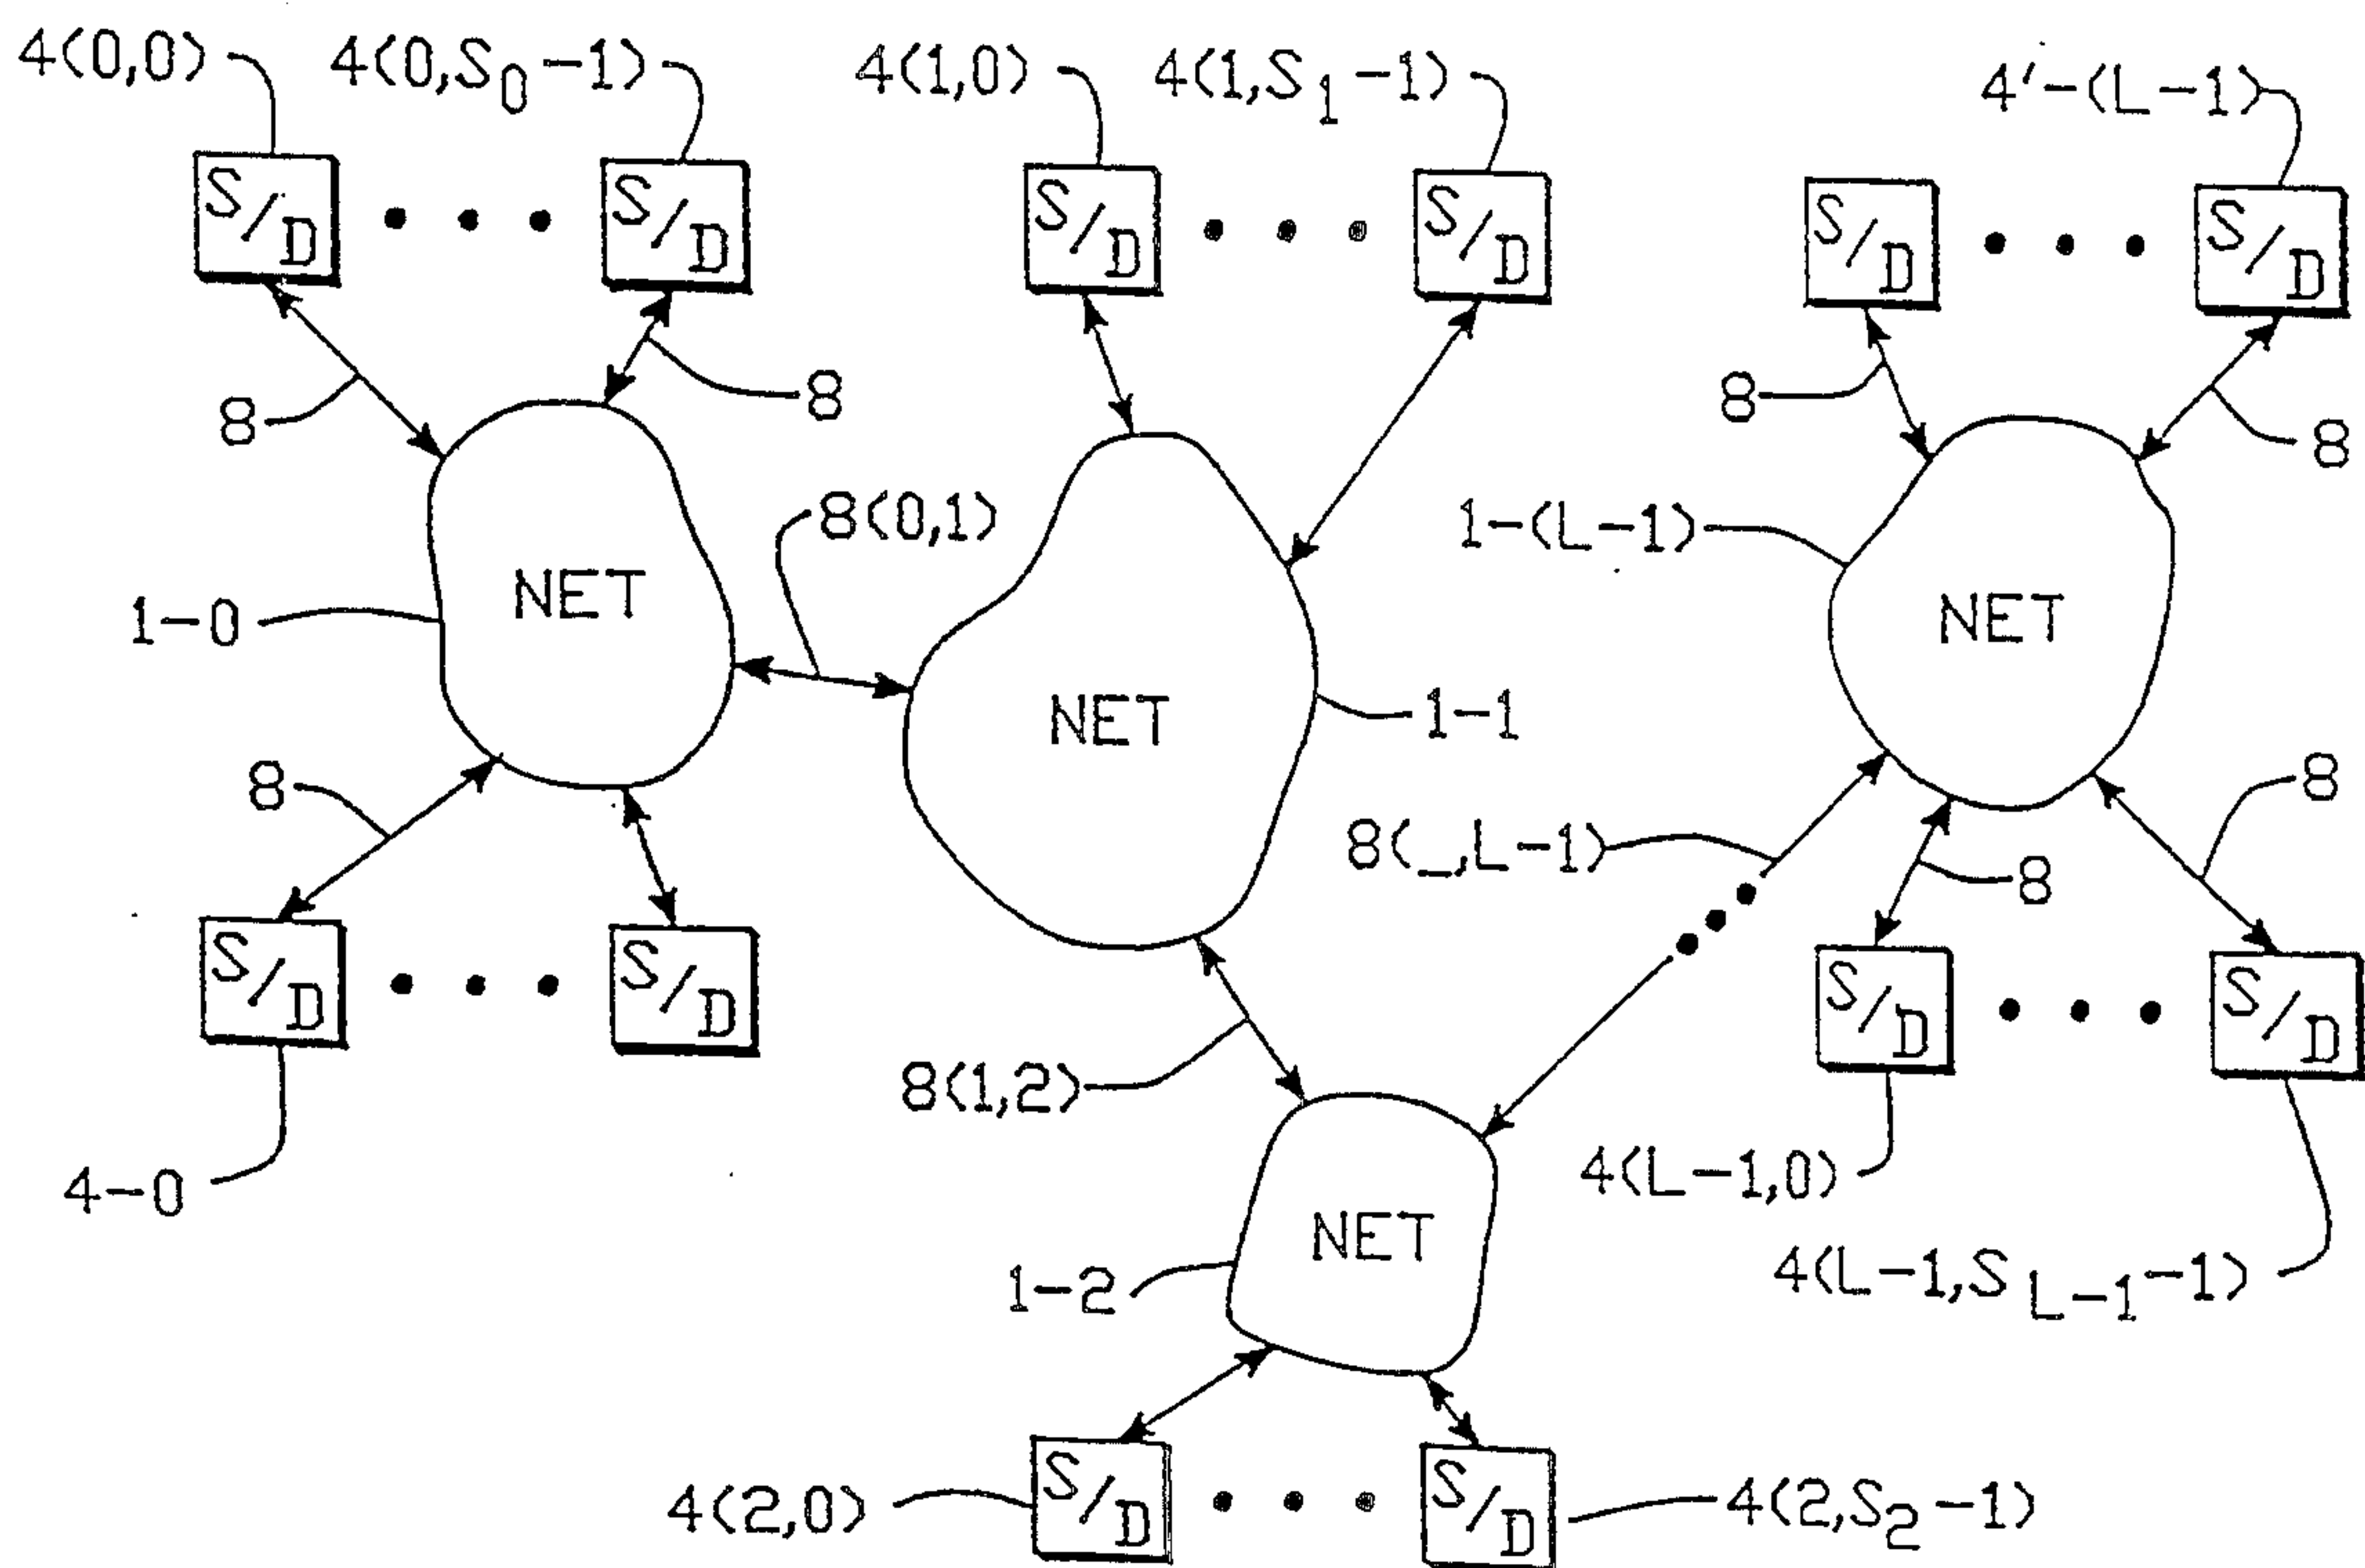 4(0,0) 4(0,S0-1) 4(1,0) 4(1,S1-1) 4'-(L-1)
S/D S/D S/D S/D S/D S/D
8 8 8 8
8(0,1) 1-(L-1)
NET NET
1-0
NET 1-1
8 8
8(_,L-1) 8
S/D S/D S/D S/D
8(1,2)
4-0 4(L-1,0)
NET
1-2 4(L-1,SL-1-1)
S/D S/D
4(2,0) 4(2,S2-1)